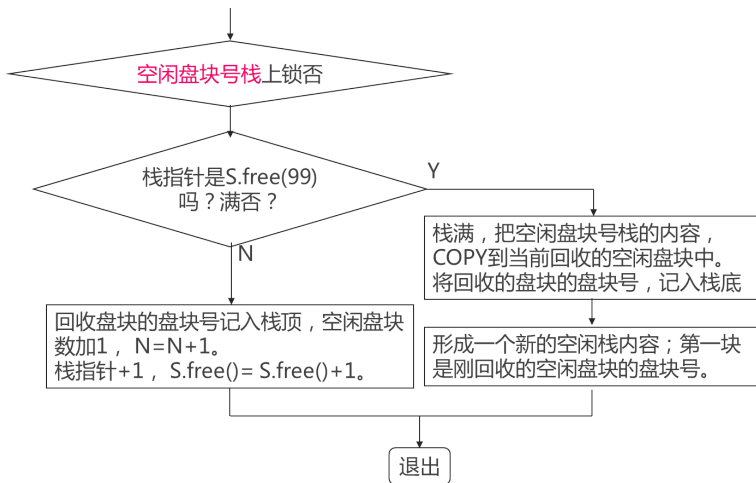 空闲盘块号栈上锁否
栈指针是S.free(99)
吗？满否？
Y
N
栈满，把空闲盘块号栈的内容，
COPY到当前回收的空闲盘块中。
将回收的盘块的盘块号，记入栈底
回收盘块的盘块号记入栈顶，空闲盘块
数加1， N=N+1。
栈指针+1， S.free()= S.free()+1。
形成一个新的空闲栈内容；第一块
是刚回收的空闲盘块的盘块号。
退出